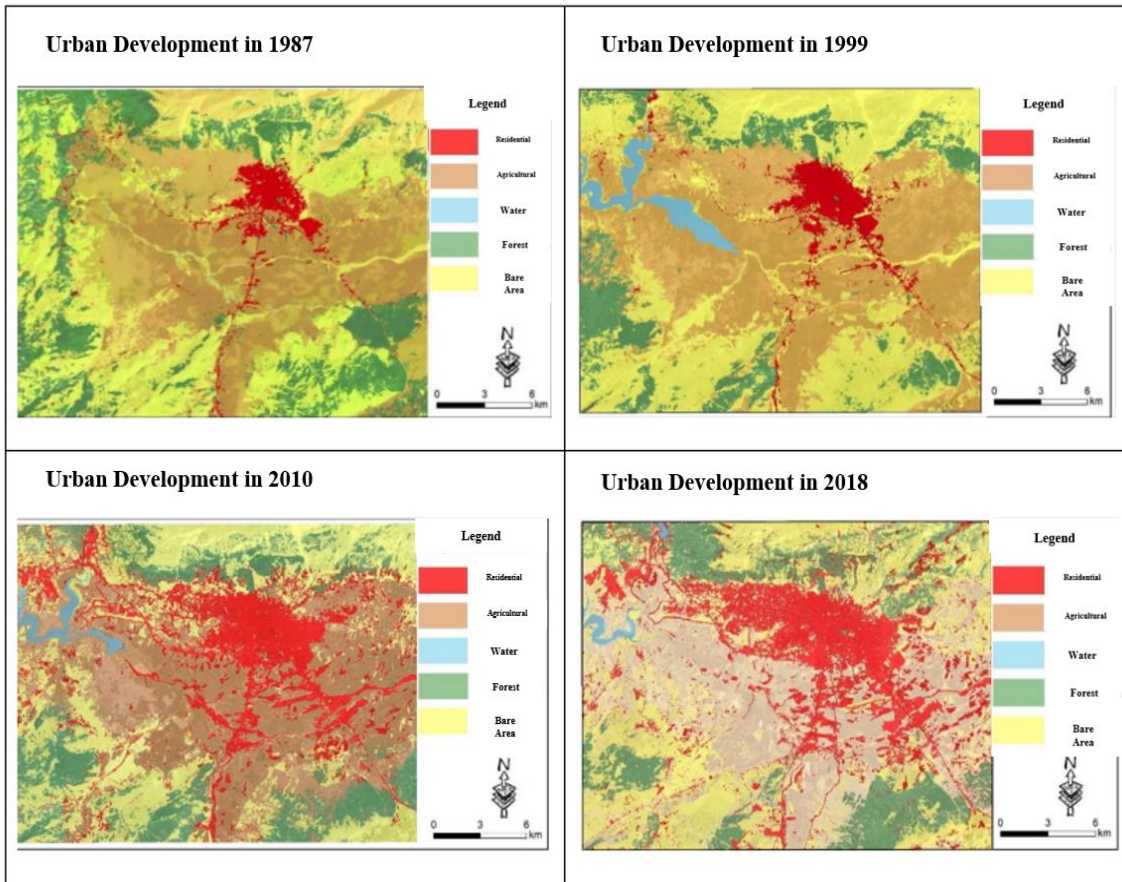 Urban Development in 1987
Legend
Residential
Agricultural
Water
Forest
Bare
Area
N
0 3 6
km
Urban Development in 1999
Legend
Residential
Agricultural
Water
Forest
Bare
Area
N
0 3 6
km
Urban Development in 2010
Legend
Residential
Agricultural
Water
Forest
Bare
Area
N
0 3 6
km
Urban Development in 2018
Legend
Residential
Agricultural
Water
Forest
Bare
Area
N
0 3 6
km